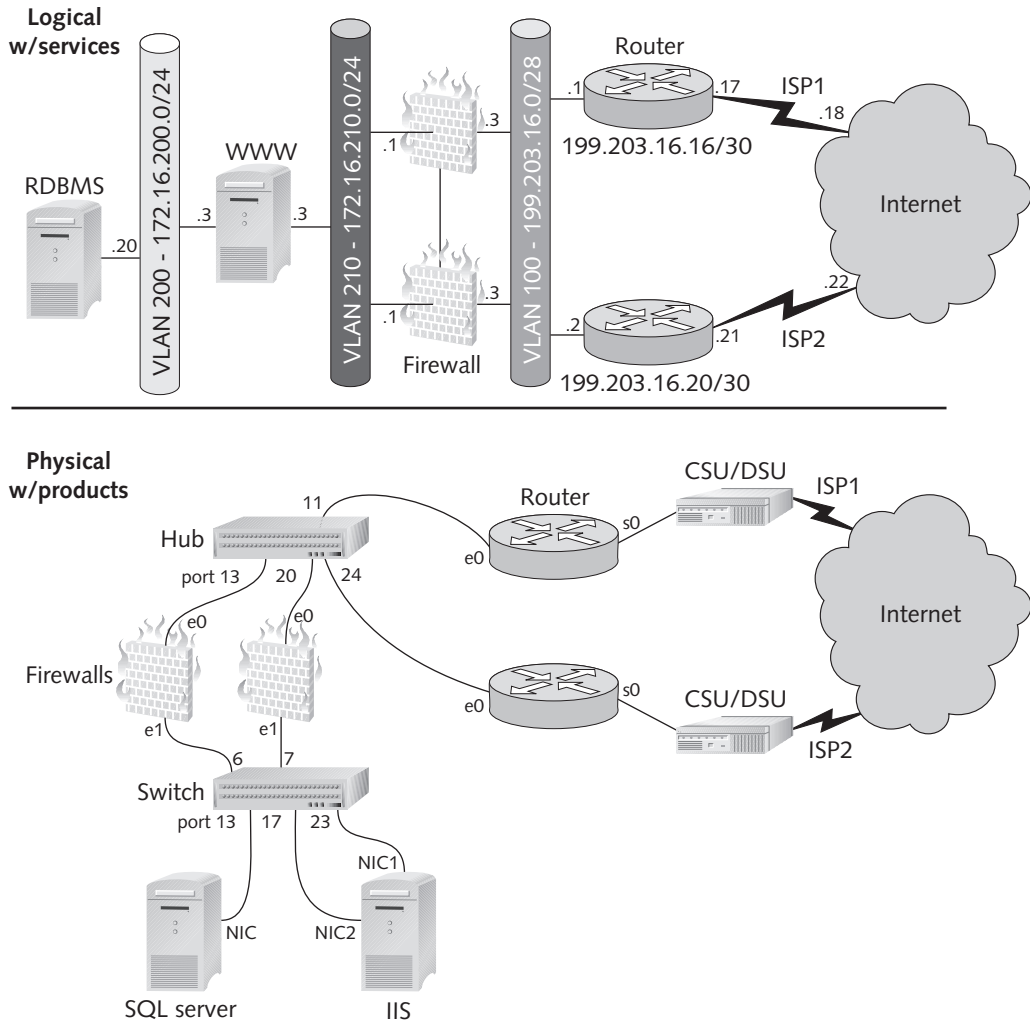 Logical
w/services
RDBMS
.20
VLAN 200 - 172.16.200.0/24
.3
WWW
.3
VLAN 210 - 172.16.210.0/24
.1
.3
.1
.3
Firewall
VLAN 100 - 199.203.16.0/28
Router
.1
.17
199.203.16.16/30
ISP1
.18
.2
.21
199.203.16.20/30
ISP2
.22
Internet
Physical
w/products
Hub
11
port 13
20
24
e0
e0
Firewalls
e1
e1
6
7
Switch
port 13
17
23
NIC1
NIC
NIC2
SQL server
IIS
Router
e0
s0
CSU/DSU
ISP1
e0
s0
CSU/DSU
ISP2
Internet